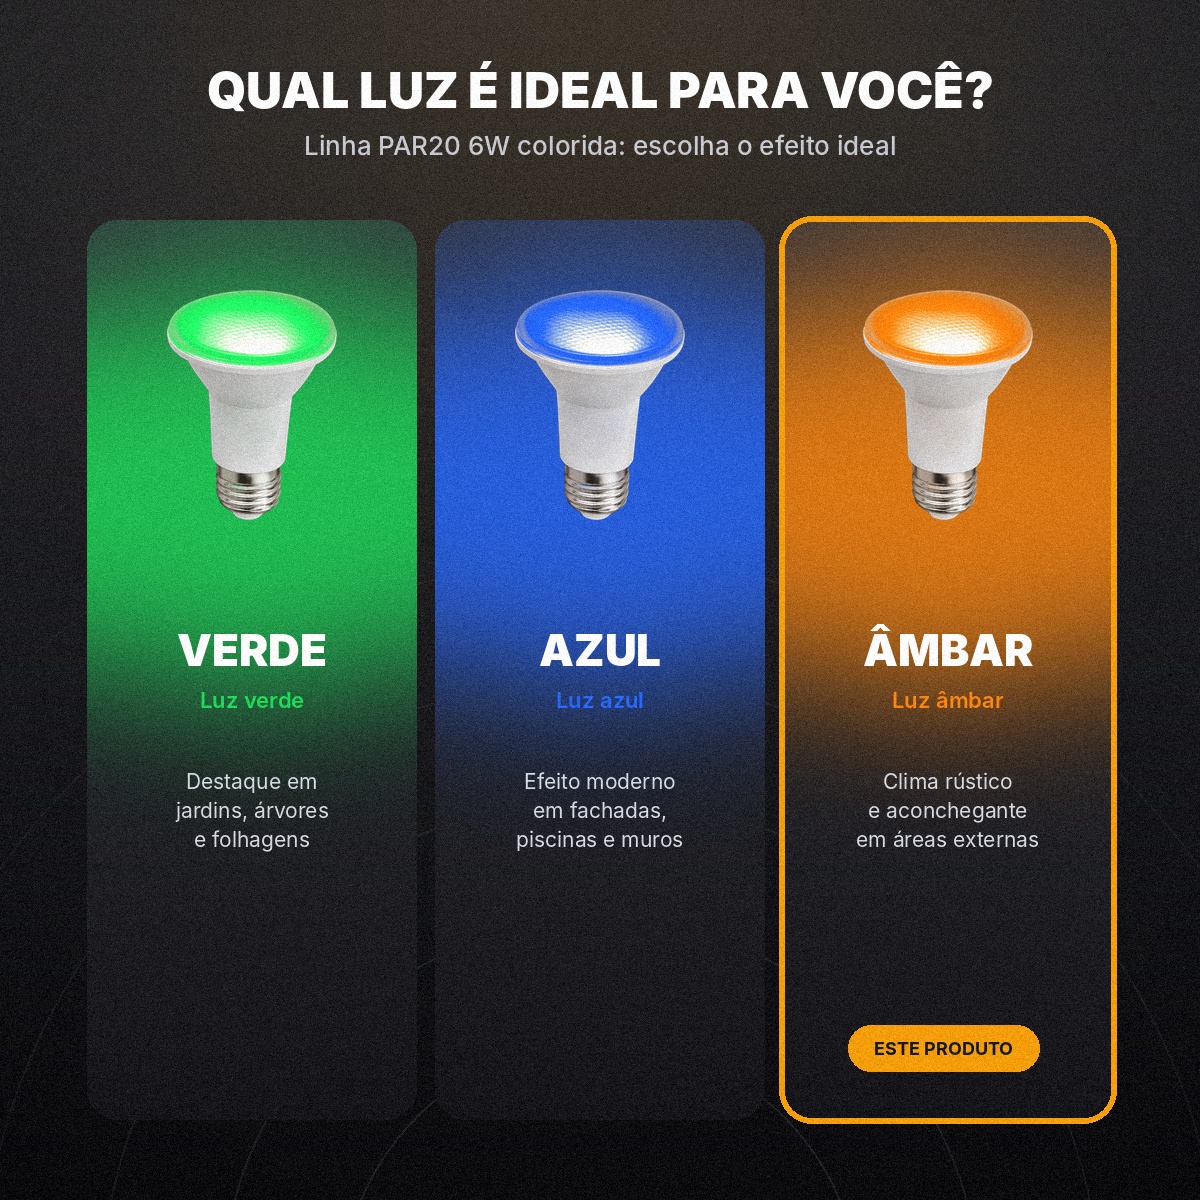 QUAL LUZ É IDEAL PARA VOCÊ?
Linha PAR20 6W colorida: escolha o efeito ideal
VERDE
Luz verde
Destaque em
jardins, árvores
e folhagens
AZUL
Luz azul
Efeito moderno
em fachadas,
piscinas e muros
ÂMBAR
Luz âmbar
Clima rústico
e aconchegante
em áreas externas
ESTE PRODUTO